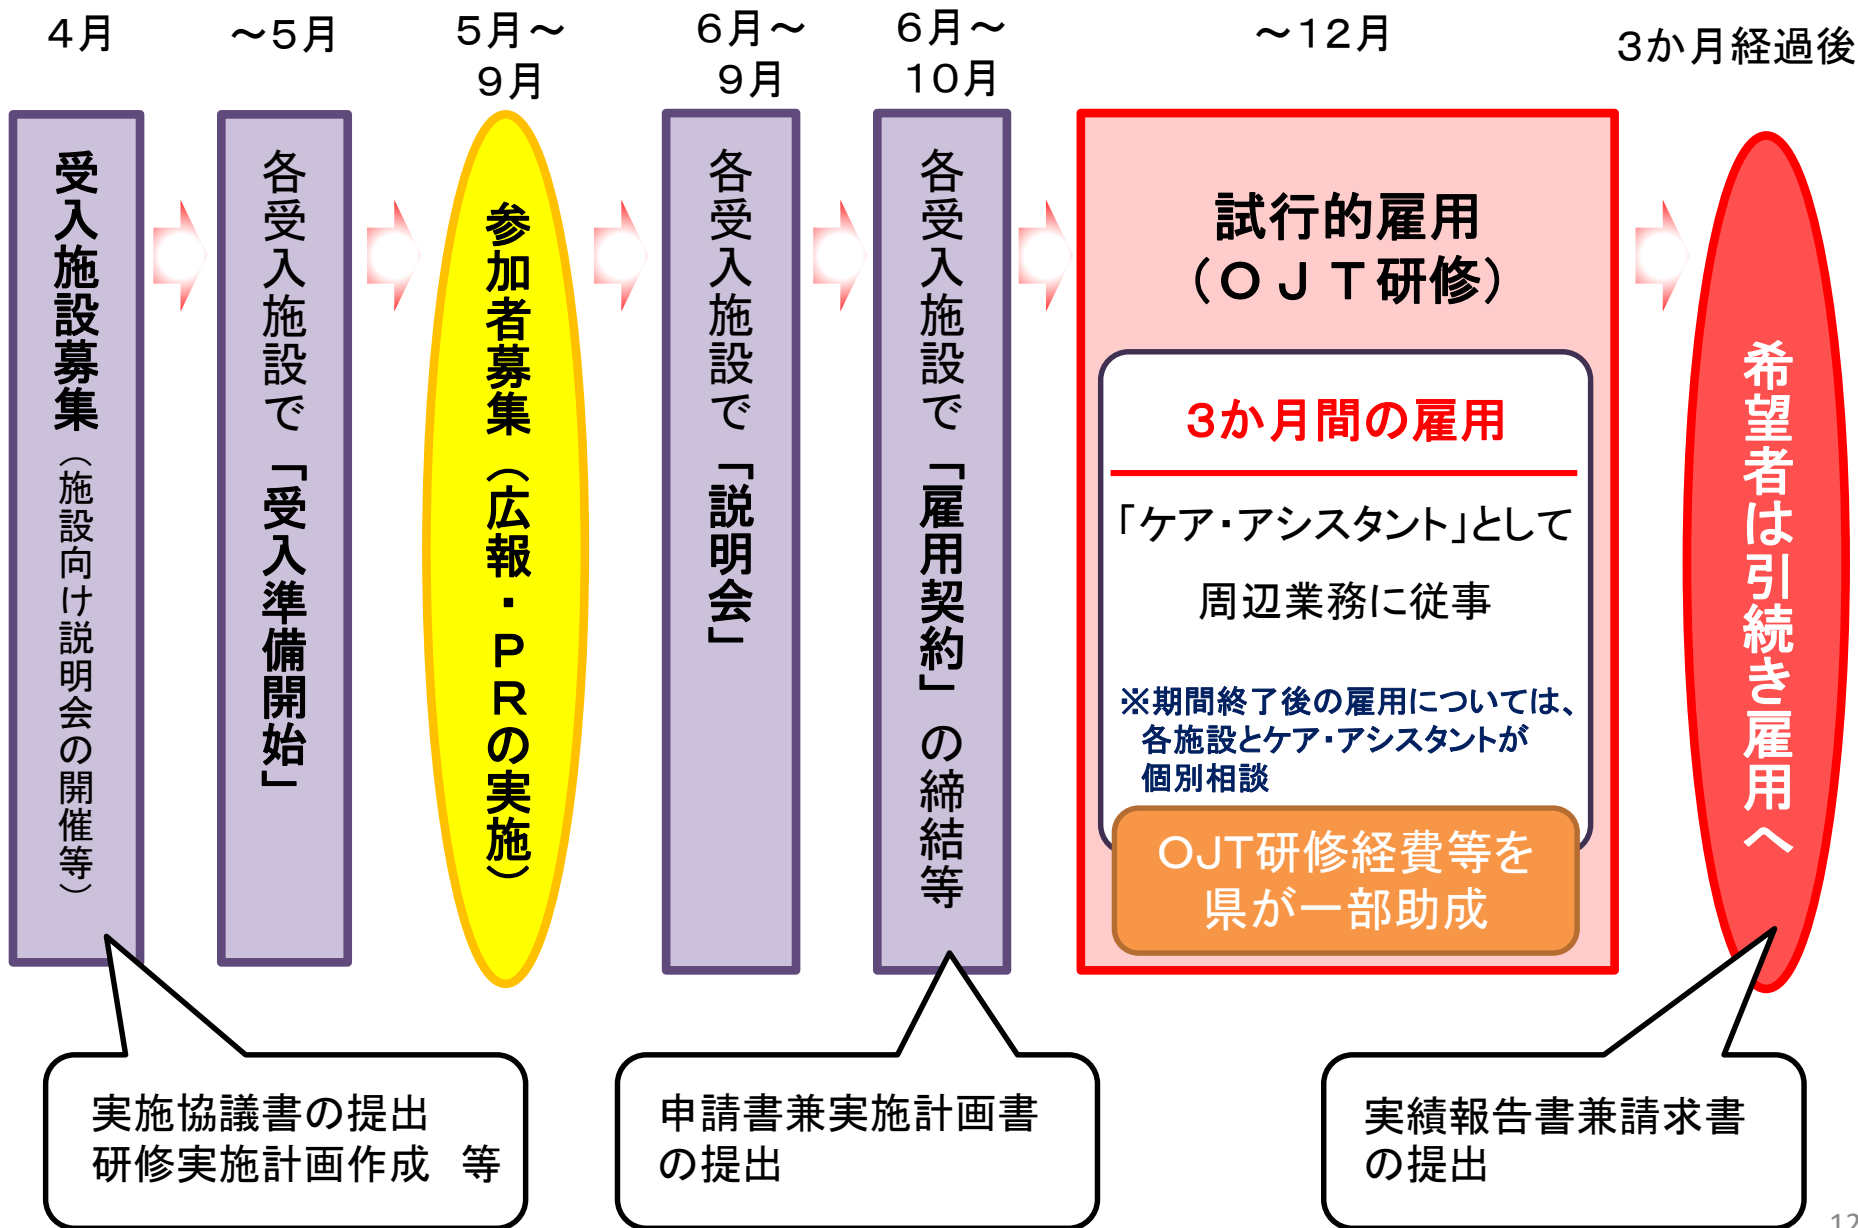 4月
～5月
5月～
9月
6月～
9月
6月～
10月
～12月
3か月経過後
受入施設募集（施設向け説明会の開催等）
各受入施設で「受入準備開始」
参加者募集（広報・ＰＲの実施）
各受入施設で「説明会」
各受入施設で「雇用契約」の締結等
試行的雇用
（ＯＪＴ研修）
3か月間の雇用
「ケア・アシスタント」として
周辺業務に従事
※期間終了後の雇用については、
各施設とケア・アシスタントが
個別相談
OJT研修経費等を
県が一部助成
希望者は引続き雇用へ
実施協議書の提出
研修実施計画作成　等
申請書兼実施計画書
の提出
実績報告書兼請求書
の提出
12